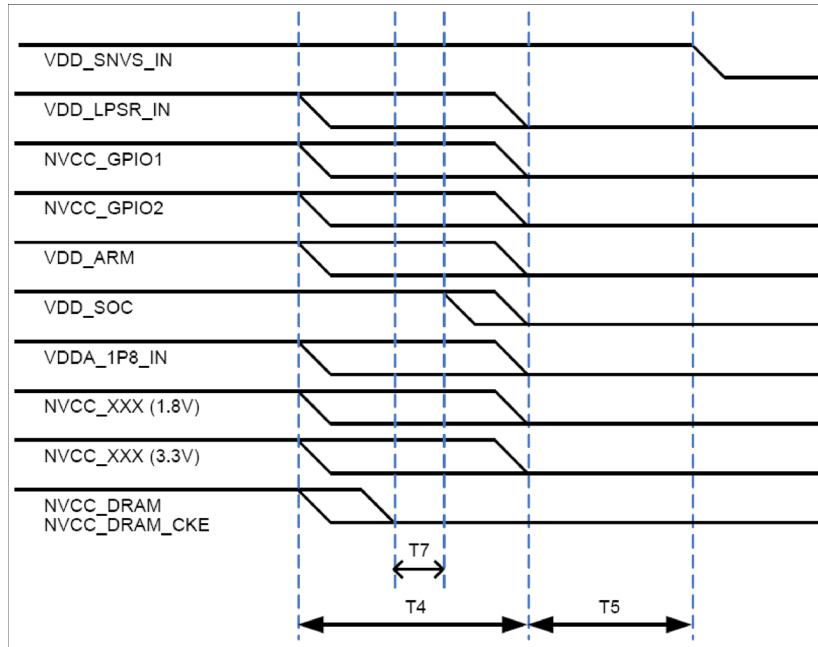 VDD_SNVS_IN
VDD_LPSR_IN
NVCC_GPIO1
NVCC_GPIO2
VDD_ARM
VDD_SOC
VDDA_1P8_IN
NVCC_XXX (1.8V)
NVCC_XXX (3.3V)
NVCC_DRAM
NVCC_DRAM_CKE
T7
T4
T5